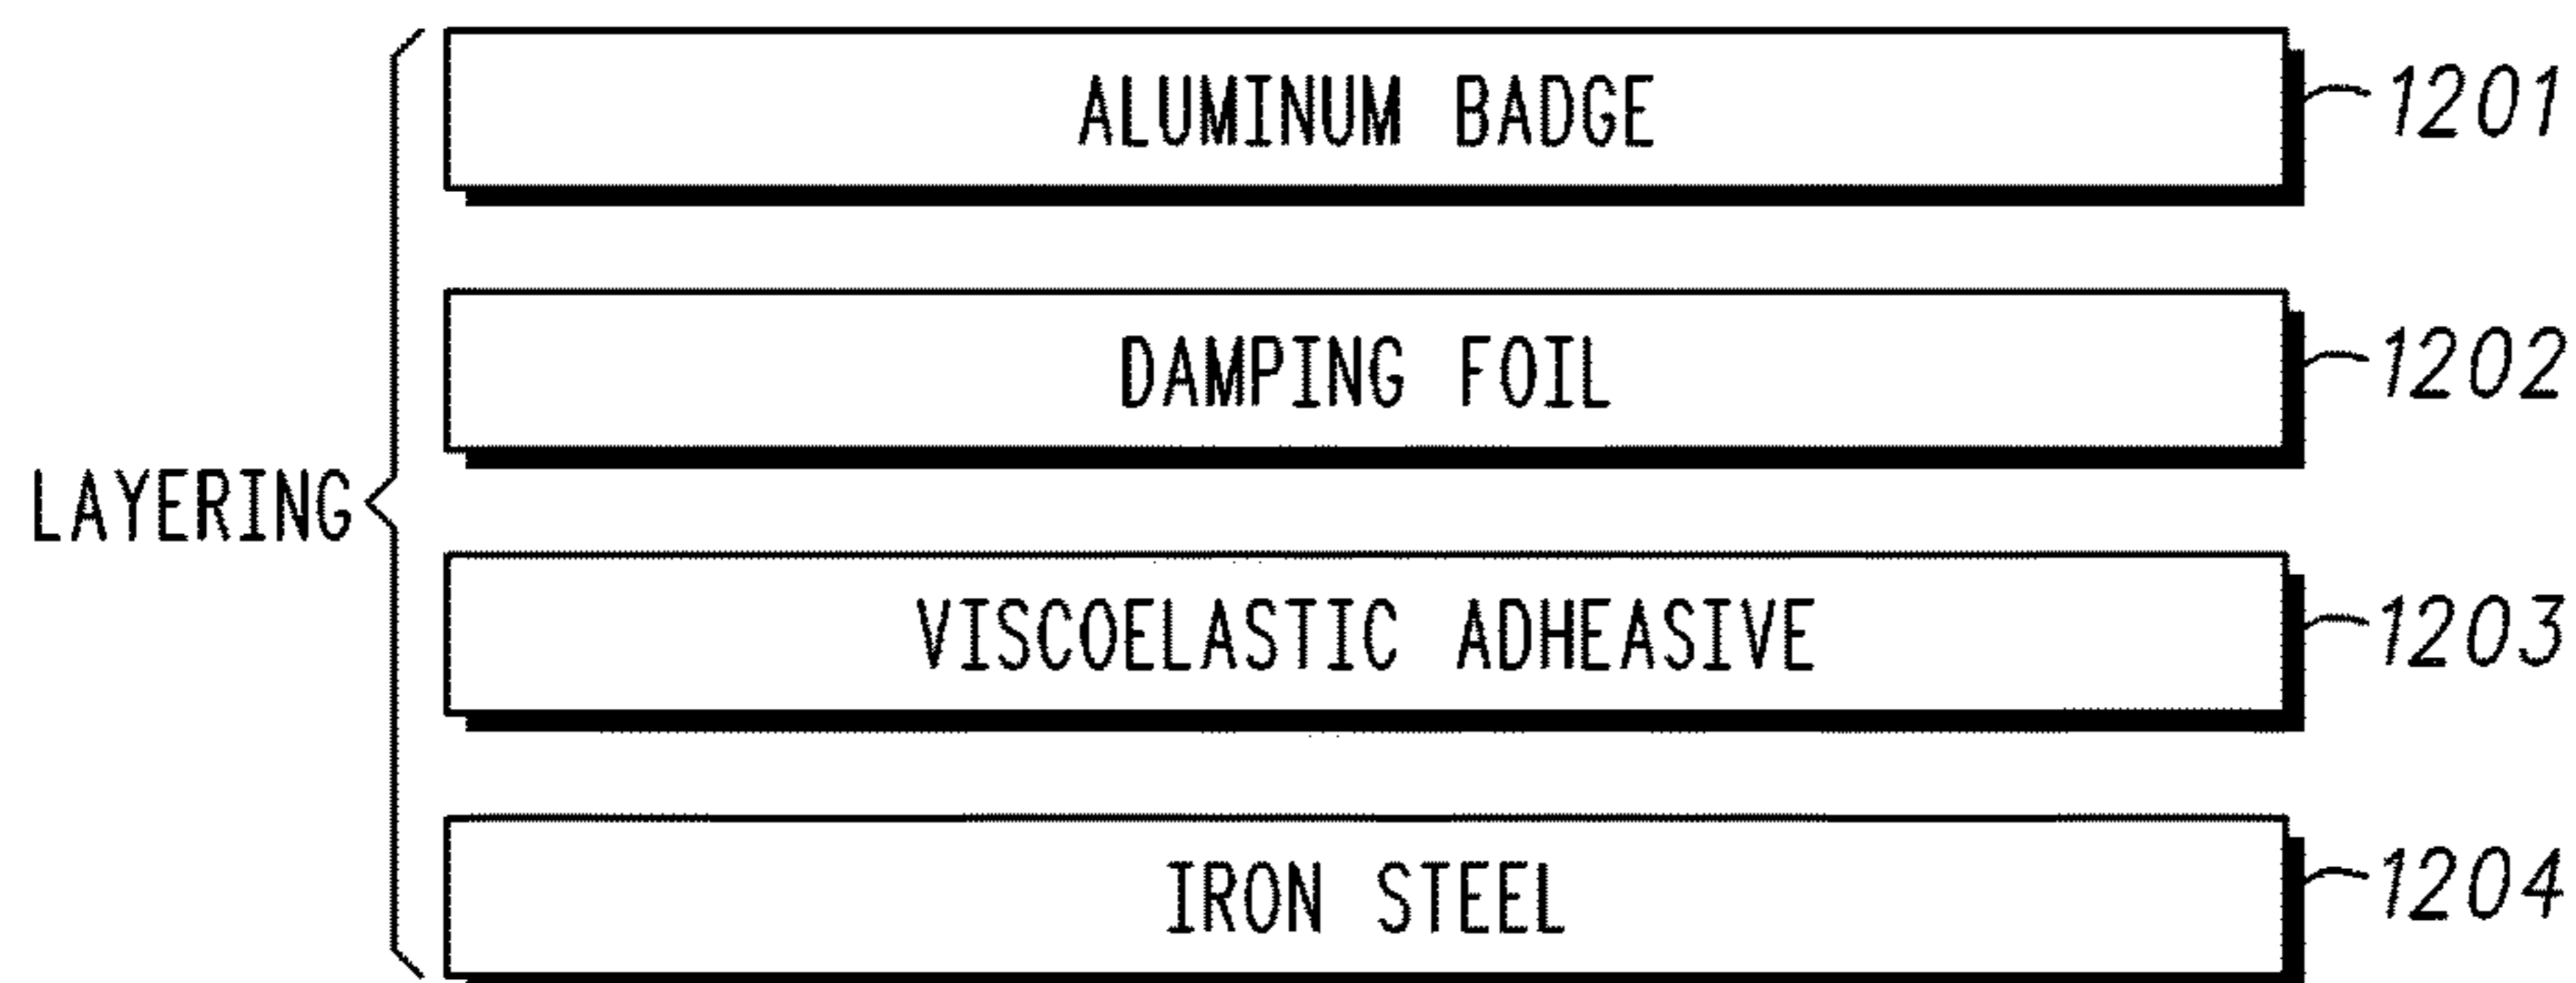 ALUMINUM BADGE 1201
DAMPING FOIL 1202
LAYERING
VISCOELASTIC ADHEASIVE 1203
IRON STEEL 1204